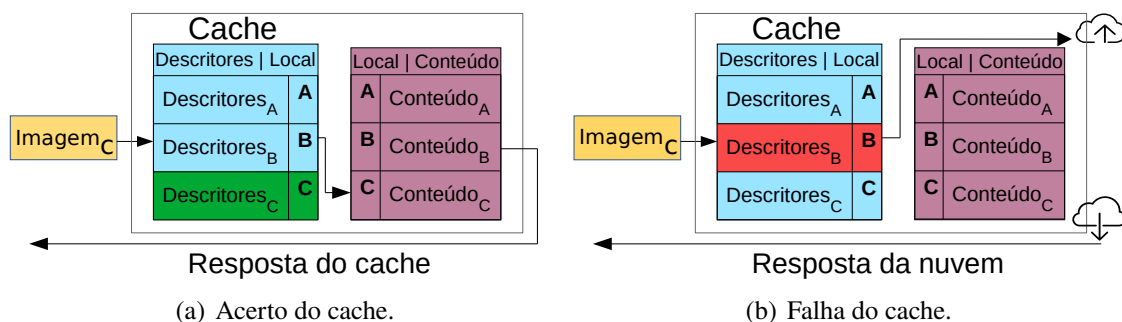 Cache
Descritores | Local
Descritores_A A
Descritores_B B
Descritores_C C
Local | Conteúdo
A Conteúdo_A
B Conteúdo_B
C Conteúdo_C
Imagem_C
Resposta do cache
(a) Acerto do cache.
Cache
Descritores | Local
Descritores_A A
Descritores_B B
Descritores_C C
Local | Conteúdo
A Conteúdo_A
B Conteúdo_B
C Conteúdo_C
Imagem_C
Resposta da nuvem
(b) Falha do cache.